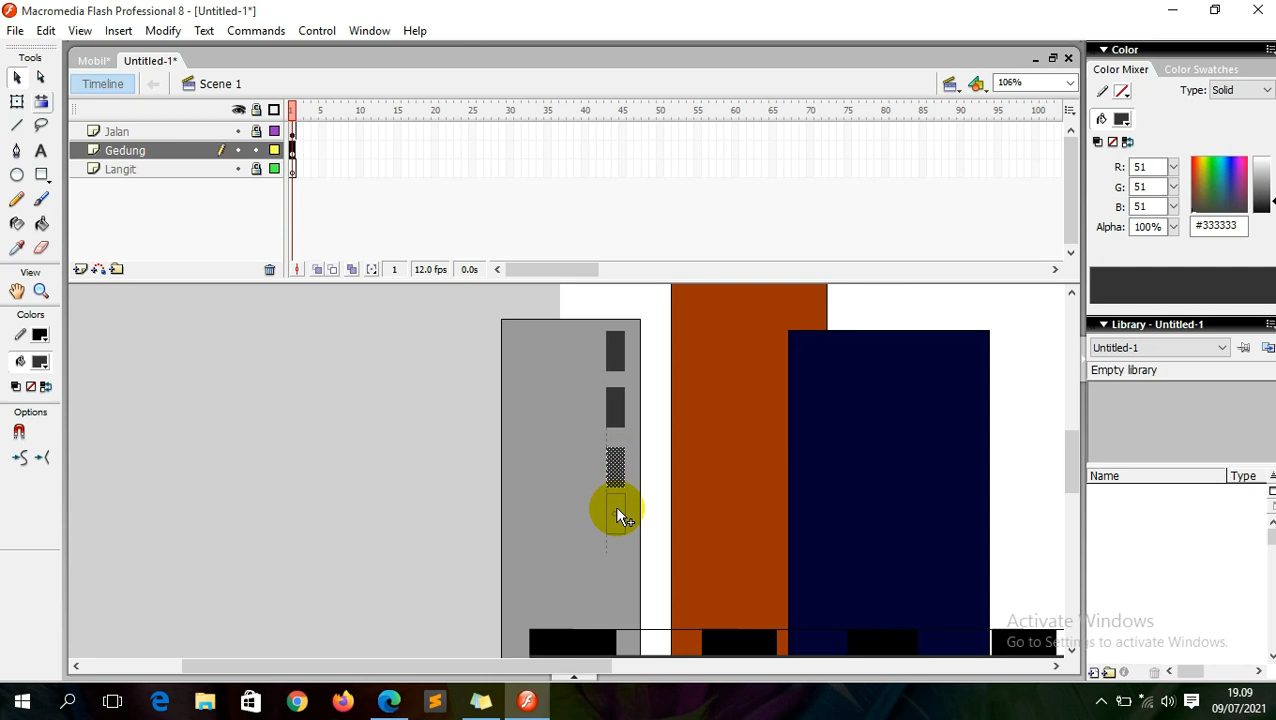 Macromedia Flash Professional 8 - [Untitled-1*]
File Edit View Insert Modify Text Commands Control Window Help
Tools
Mobil* Untitled-1*
Timeline Scene 1 106%
1 5 10 15 20 25 30 35 40 45 50 55 60 65 70 75 80 85 90 95 100
Jalan
Gedung
Langit
1 12.0 fps 0.0s
View
Colors
Options
Color
Color Mixer Color Swatches
Type: Solid
R: 51
G: 51
B: 51
Alpha: 100% #333333
Library - Untitled-1
Untitled-1
Empty library
Name Type
Activate Windows
Go to Settings to activate Windows.
19.09
09/07/2021